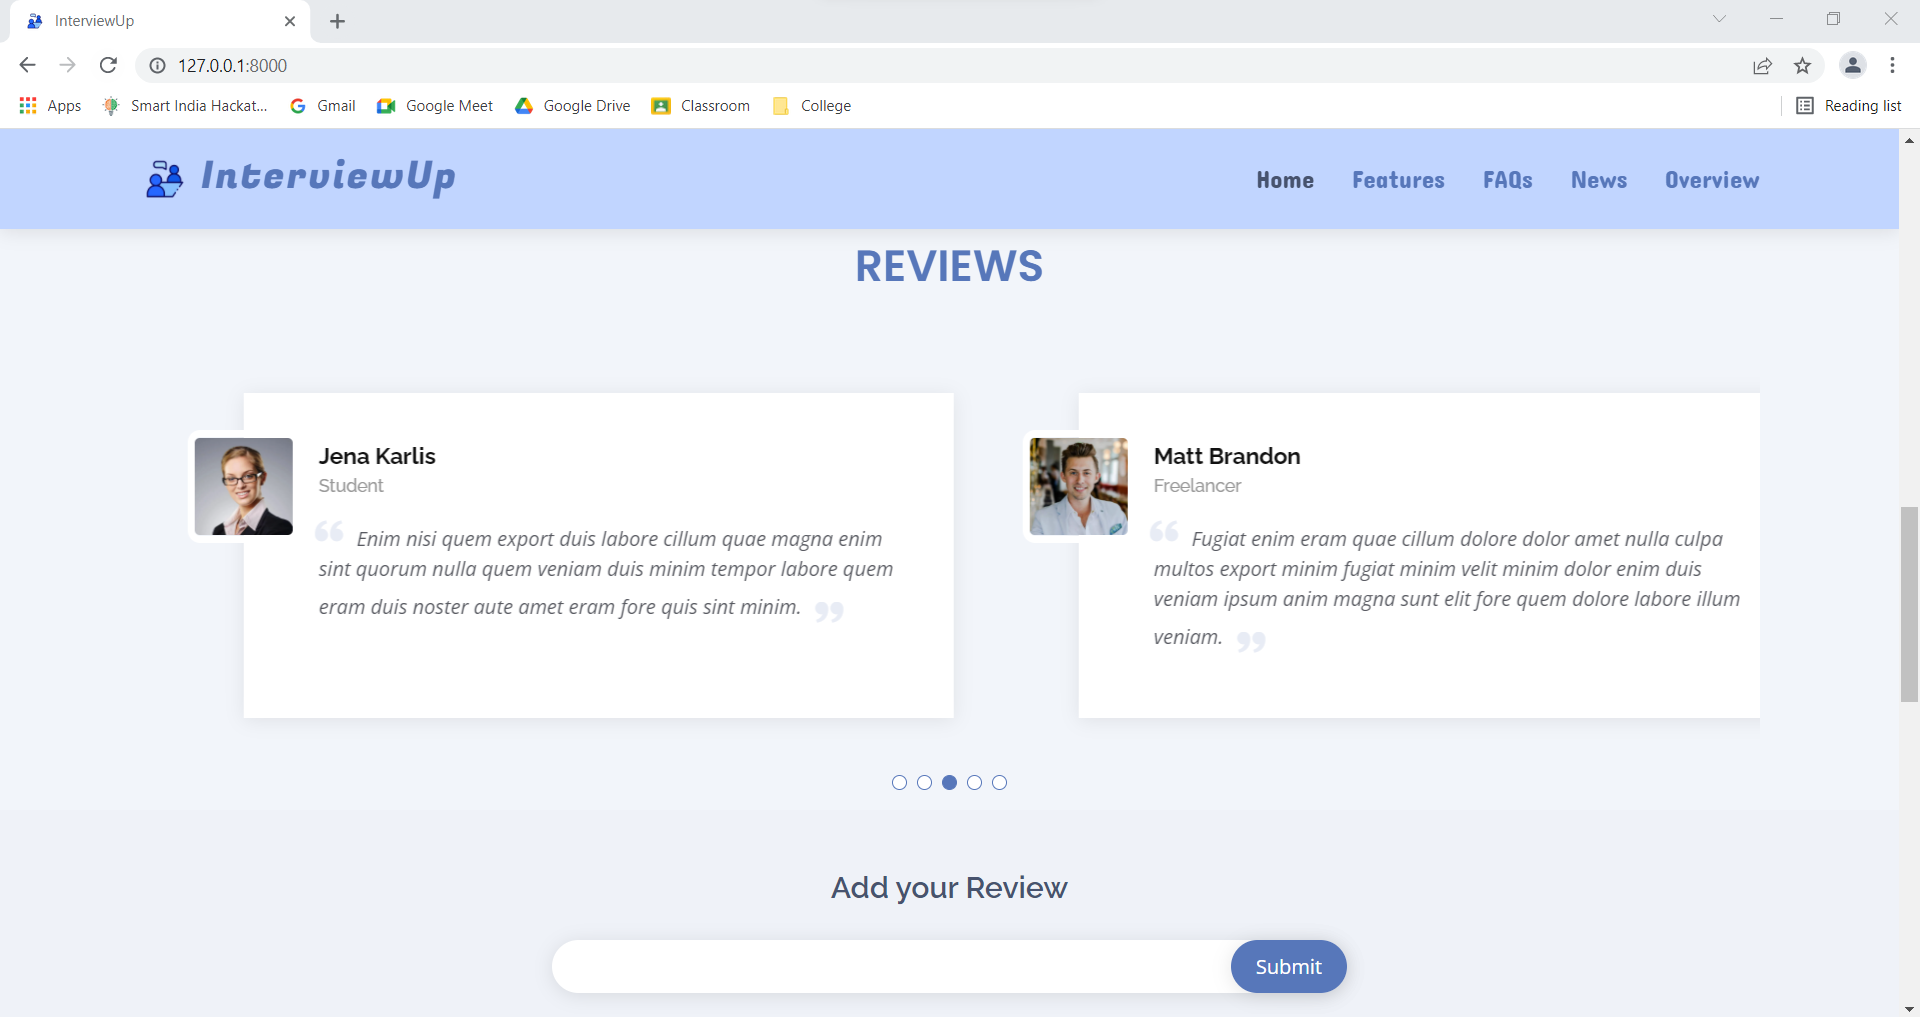 InterviewUp
127.0.0.1:8000
Apps
Smart India Hackat...
Gmail
Google Meet
Google Drive
Classroom
College
Reading list
InterviewUp
Home Features FAQs News Overview
REVIEWS
Jena Karlis
Student
Enim nisi quem export duis labore cillum quae magna enim
sint quorum nulla quem veniam duis minim tempor labore quem
eram duis noster aute amet eram fore quis sint minim.
Matt Brandon
Freelancer
Fugiat enim eram quae cillum dolore dolor amet nulla culpa
multos export minim fugiat minim velit minim dolor enim duis
veniam ipsum anim magna sunt elit fore quem dolore labore illum
veniam.
Add your Review
Submit